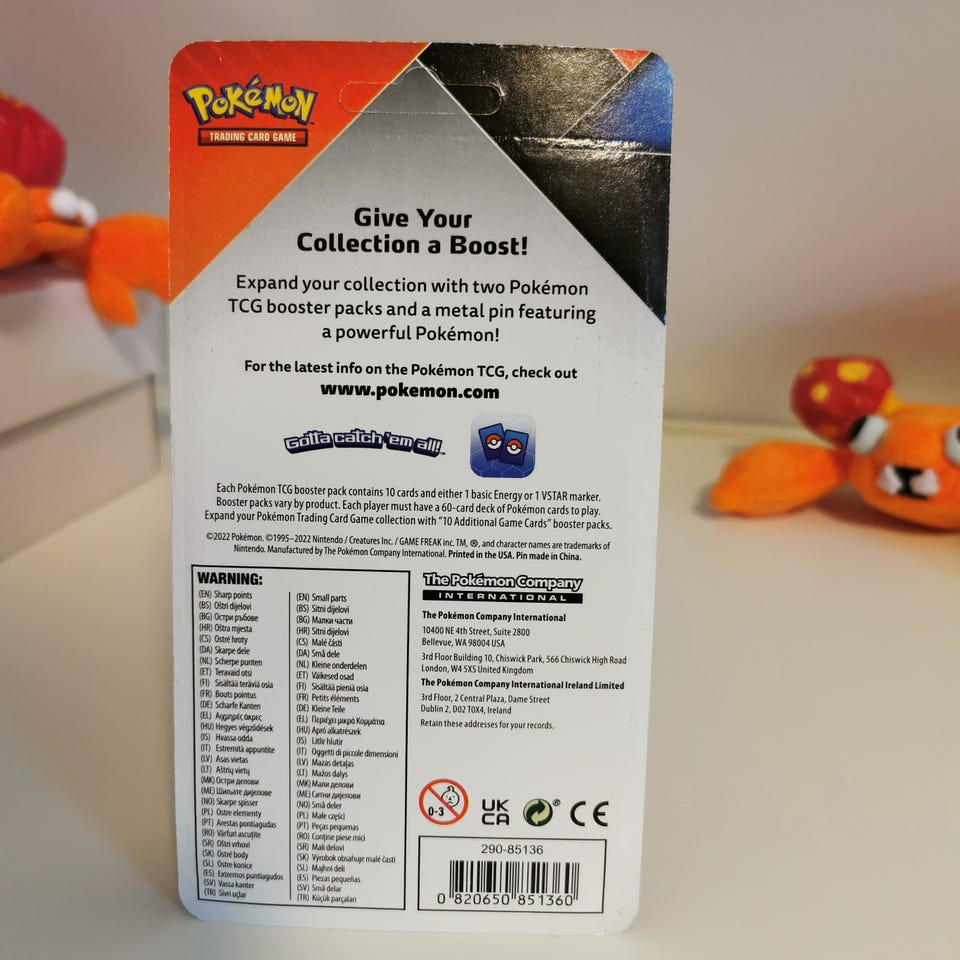 POKéMON
TRADING CARD GAME
Give Your
Collection a Boost!
Expand your collection with two Pokémon
TCG booster packs and a metal pin featuring
a powerful Pokémon!
For the latest info on the Pokémon TCG, check out
www.pokemon.com
Gotta catch 'em all!™
Each Pokémon TCG booster pack contains 10 cards and either 1 basic Energy or 1 VSTAR marker.
Booster packs vary by product. Each player must have a 60-card deck of Pokémon cards to play.
Expand your Pokémon Trading Card Game collection with “10 Additional Game Cards” booster packs.
©2022 Pokémon. ©1995–2022 Nintendo / Creatures Inc. / GAME FREAK inc. TM, ®, and character names are trademarks of
Nintendo. Manufactured by The Pokémon Company International. Printed in the USA. Pin made in China.
WARNING:
(EN) Sharp points
(BS) Oštri dijelovi
(BG) Остри ръбове
(HR) Oštra mjesta
(CS) Ostré hroty
(DA) Skarpe dele
(NL) Scherpe punten
(ET) Teravaid otsi
(FI) Sisältää teräviä osia
(FR) Bouts pointus
(DE) Scharfe Kanten
(EL) Αιχμηρές άκρες
(HU) Hegyes végződések
(IS) Hvassa odda
(IT) Estremità appuntite
(LV) Asas vietas
(LT) Aštrių vietų
(MK) Остри делови
(ME) Шиљате дијелове
(NO) Skarpe spisser
(PL) Ostre elementy
(PT) Arestas pontiagudas
(RO) Vârfuri ascuțite
(SR) Oštri vrhovi
(SK) Ostré body
(SL) Ostre konice
(ES) Extremos puntiagudos
(SV) Vassa kanter
(TR) Sivri uçlar
(EN) Small parts
(BS) Sitni dijelovi
(BG) Малки части
(HR) Sitni dijelovi
(CS) Malé části
(DA) Små dele
(NL) Kleine onderdelen
(ET) Väikesed osad
(FI) Sisältää pieniä osia
(FR) Petits éléments
(DE) Kleine Teile
(EL) Περιέχει μικρά Κομμάτια
(HU) Apró alkatrészek
(IS) Litlir hlutir
(IT) Oggetti di piccole dimensioni
(LV) Mazas detaļas
(LT) Mažos dalys
(MK) Мали делови
(ME) Ситни дијелови
(NO) Små deler
(PL) Małe części
(PT) Peças pequenas
(RO) Conține piese mici
(SR) Mali delovi
(SK) Výrobok obsahuje malé časti
(SL) Majhni deli
(ES) Piezas pequeñas
(SV) Små delar
(TR) Küçük parçaları
The Pokémon Company
INTERNATIONAL
The Pokémon Company International
10400 NE 4th Street, Suite 2800
Bellevue, WA 98004 USA
3rd Floor Building 10, Chiswick Park, 566 Chiswick High Road
London, W4 5XS United Kingdom
The Pokémon Company International Ireland Limited
3rd Floor, 2 Central Plaza, Dame Street
Dublin 2, D02 T0X4, Ireland
Retain these addresses for your records.
0-3
UK
CA
®
CE
290-85136
0 820650 851360